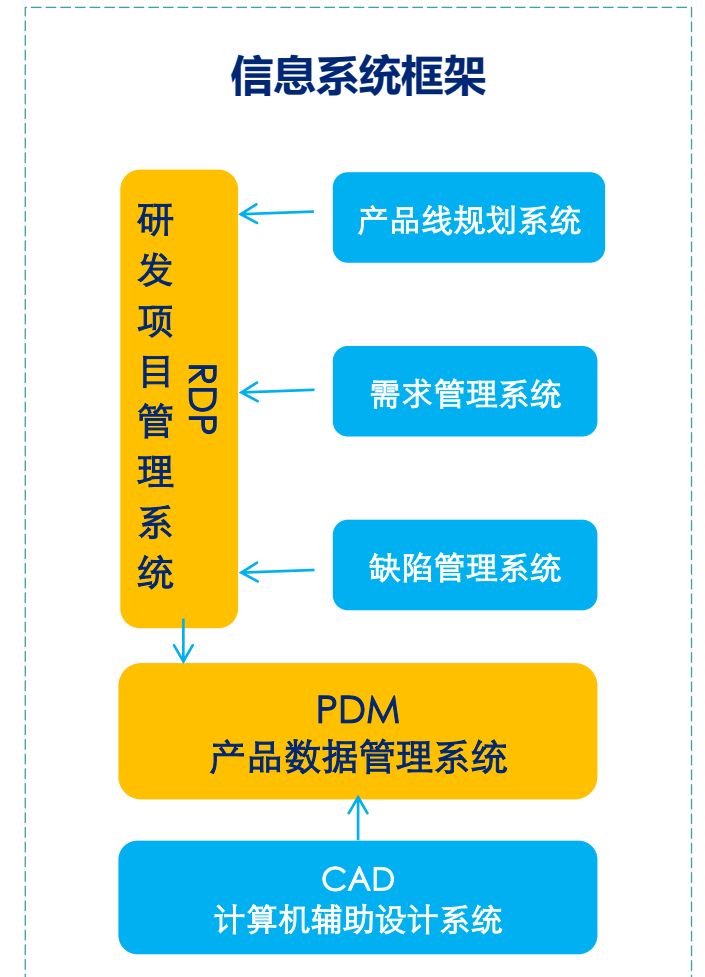 信息系统框架
研发项目管理系统
RDP
产品线规划系统
需求管理系统
缺陷管理系统
PDM
产品数据管理系统
CAD
计算机辅助设计系统